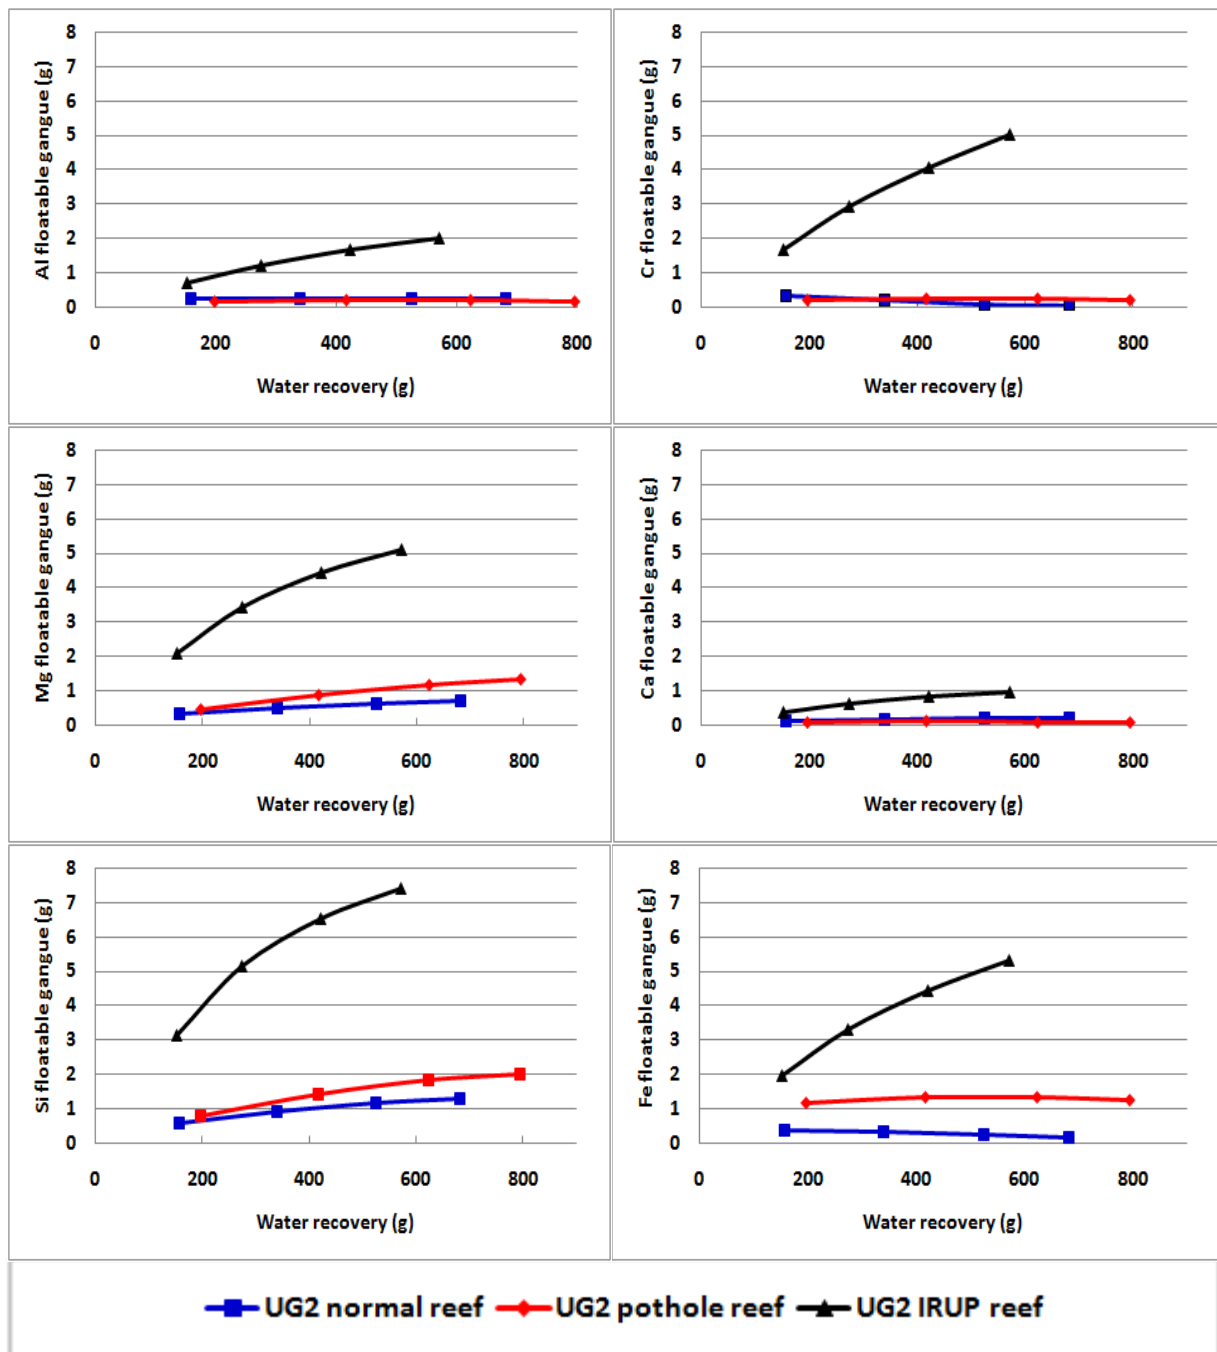 Al floatable gangue (g)
8
7
6
5
4
3
2
1
0
0 200 400 600 800
Water recovery (g)
Cr floatable gangue (g)
8
7
6
5
4
3
2
1
0
0 200 400 600 800
Water recovery (g)
Mg floatable gangue (g)
8
7
6
5
4
3
2
1
0
0 200 400 600 800
Water recovery (g)
Ca floatable gangue (g)
8
7
6
5
4
3
2
1
0
0 200 400 600 800
Water recovery (g)
Si floatable gangue (g)
8
7
6
5
4
3
2
1
0
0 200 400 600 800
Water recovery (g)
Fe floatable gangue (g)
8
7
6
5
4
3
2
1
0
0 200 400 600 800
Water recovery (g)
UG2 normal reef UG2 pothole reef UG2 IRUP reef